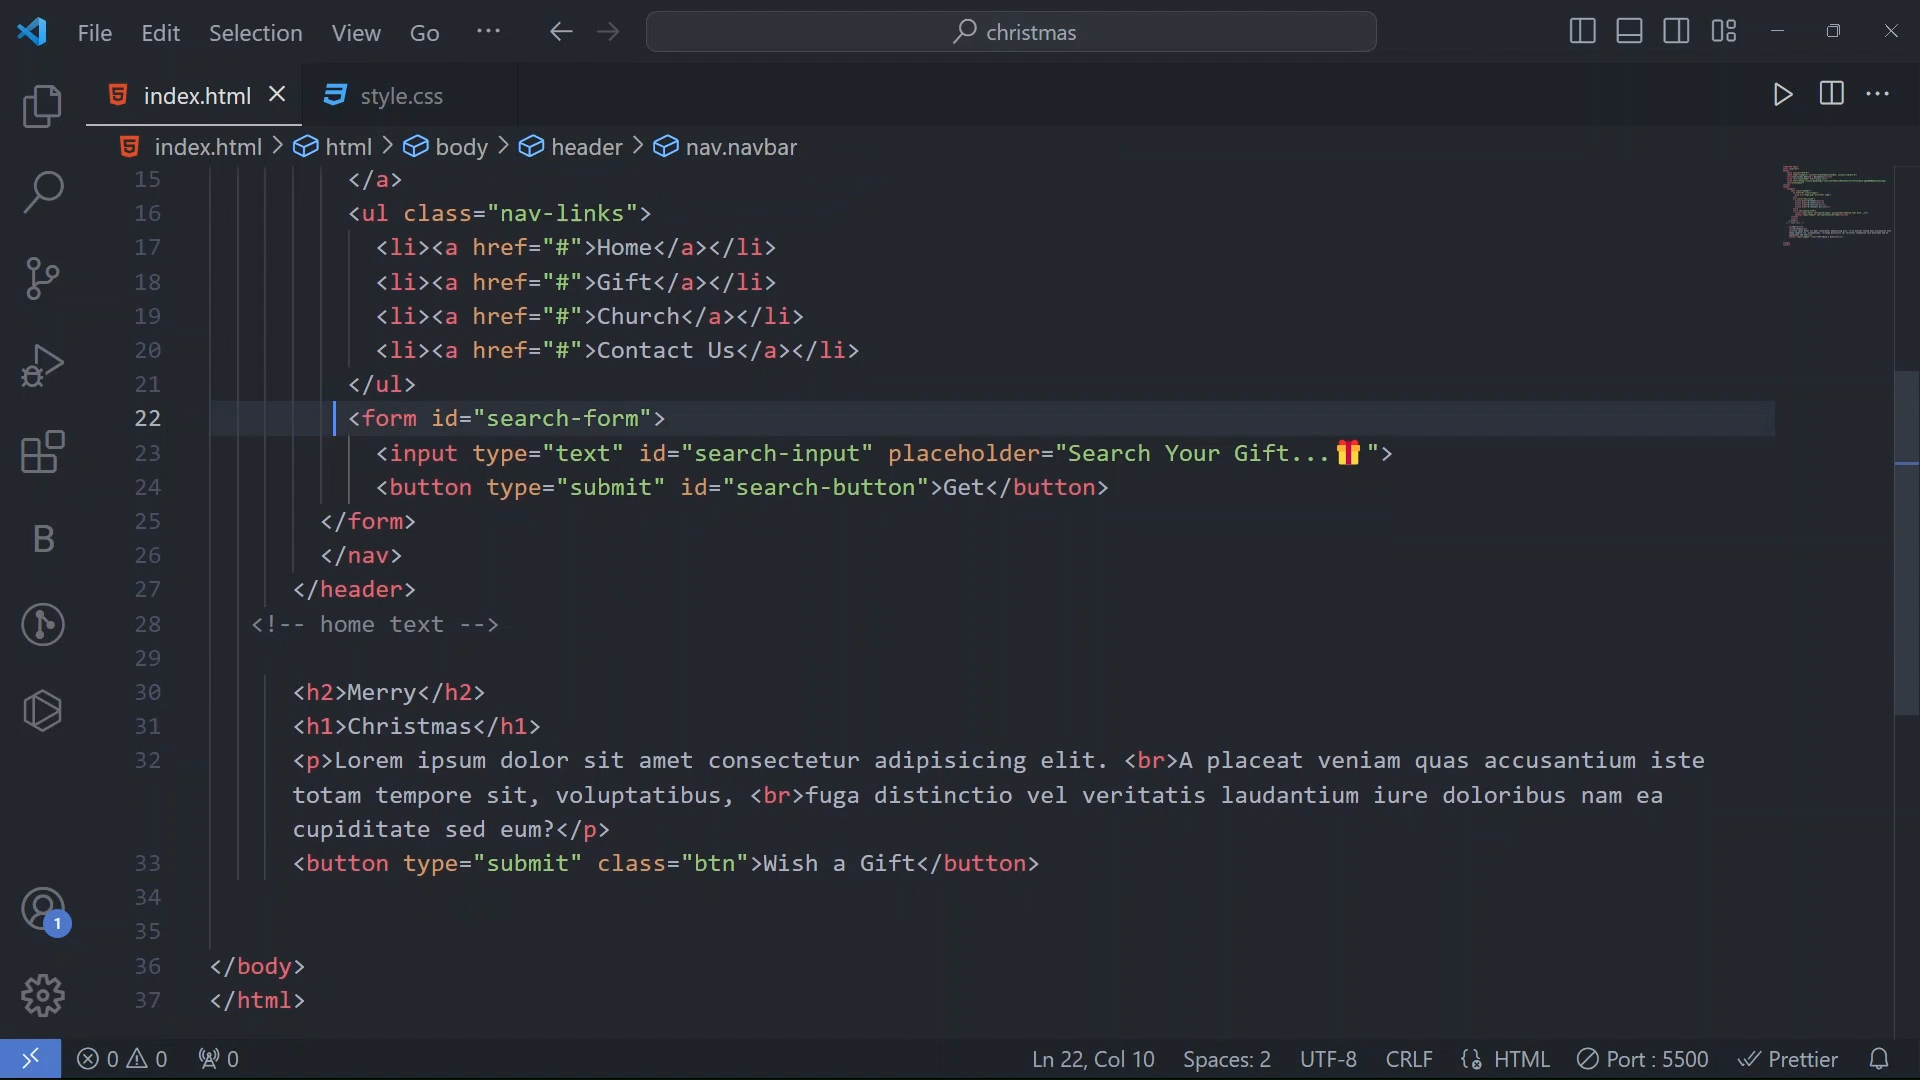 File Edit Selection View Go ··· christmas
index.html style.css
index.html > html > body > header > nav.navbar
15 </a>
16 <ul class="nav-links">
17 <li><a href="#">Home</a></li>
18 <li><a href="#">Gift</a></li>
19 <li><a href="#">Church</a></li>
20 <li><a href="#">Contact Us</a></li>
21 </ul>
22 <form id="search-form">
23 <input type="text" id="search-input" placeholder="Search Your Gift...🎁">
24 <button type="submit" id="search-button">Get</button>
25 </form>
26 </nav>
27 </header>
28 <!-- home text -->
29
30 <h2>Merry</h2>
31 <h1>Christmas</h1>
32 <p>Lorem ipsum dolor sit amet consectetur adipisicing elit. <br>A placeat veniam quas accusantium iste
totam tempore sit, voluptatibus, <br>fuga distinctio vel veritatis laudantium iure doloribus nam ea
cupiditate sed eum?</p>
33 <button type="submit" class="btn">Wish a Gift</button>
34
35
36 </body>
37 </html>
B
1
0 0 0 Ln 22, Col 10 Spaces: 2 UTF-8 CRLF HTML Port : 5500 Prettier